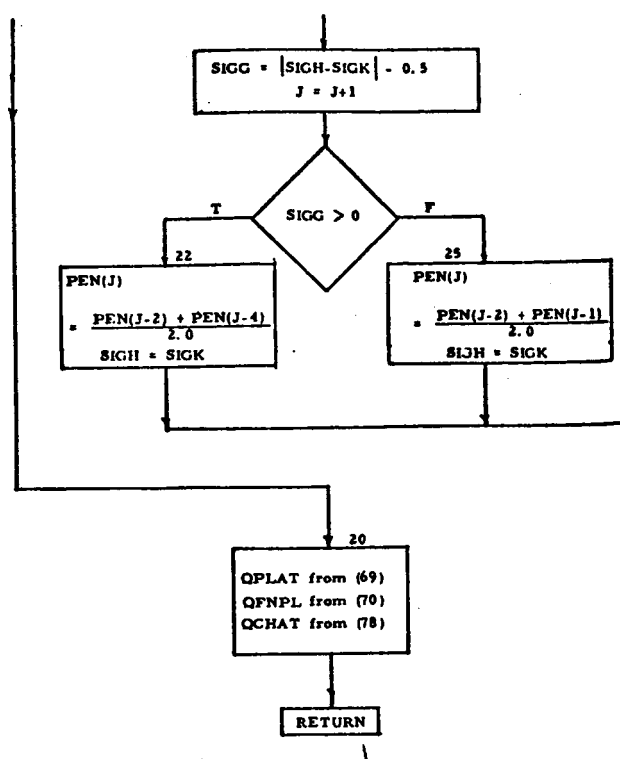 SIGG = |SIGH-SIGK| - 0.5
J = J+1
SIGG > 0
T
F
22
PEN(J)
= PEN(J-2) + PEN(J-4)
2.0
SIGH = SIGK
25
PEN(J)
= PEN(J-2) + PEN(J-1)
2.0
SIJH = SIGK
20
QPLAT from (69)
QFNPL from (70)
QCHAT from (78)
RETURN